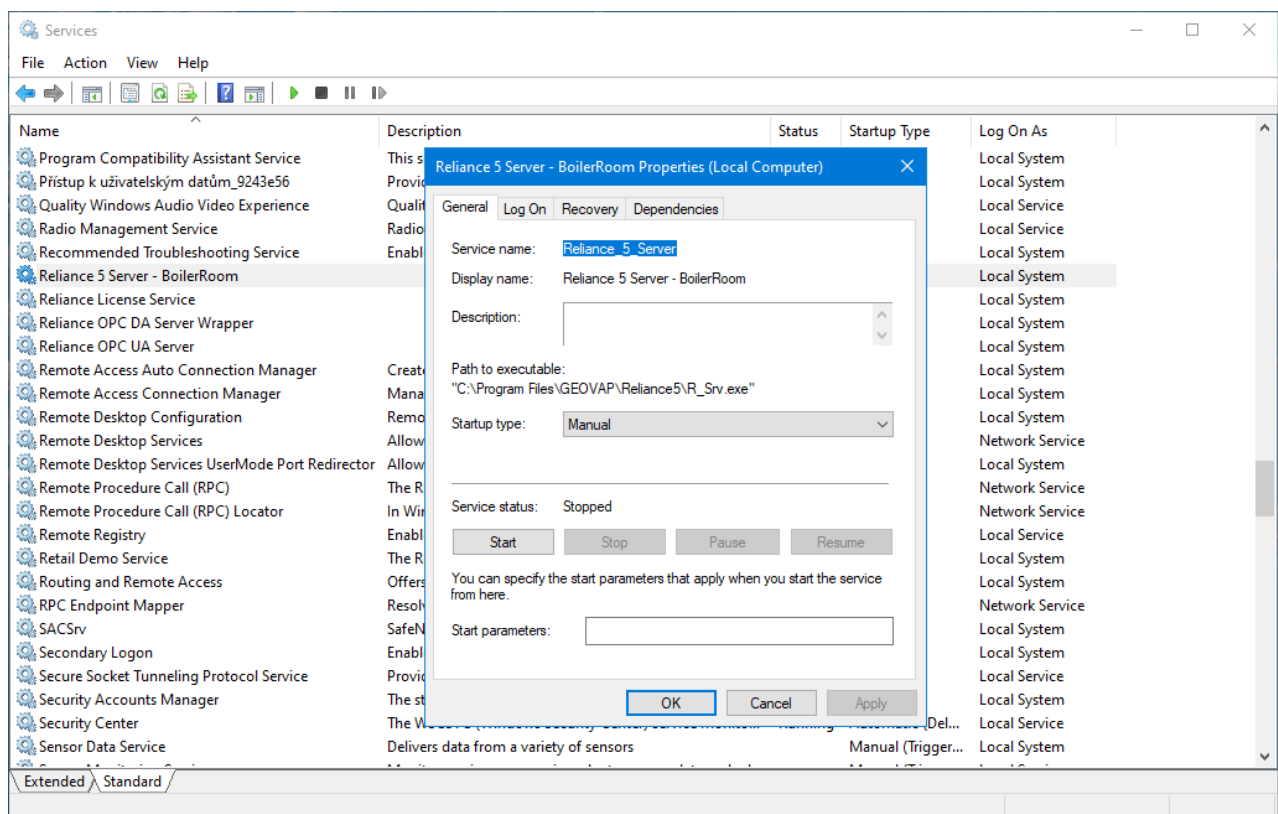 Services
File Action View Help
Name Description Status Startup Type Log On As
Program Compatibility Assistant Service This s Local System
Přístup k uživatelským datům_9243e56 Provid Local System
Quality Windows Audio Video Experience Qualit Local Service
Radio Management Service Radio Local Service
Recommended Troubleshooting Service Enabl Local System
Reliance 5 Server - BoilerRoom Local System
Reliance License Service Local System
Reliance OPC DA Server Wrapper Local System
Reliance OPC UA Server Local System
Remote Access Auto Connection Manager Create Local System
Remote Access Connection Manager Mana Local System
Remote Desktop Configuration Remo Local System
Remote Desktop Services Allow Network Service
Remote Desktop Services UserMode Port Redirector Allow Local System
Remote Procedure Call (RPC) The R Network Service
Remote Procedure Call (RPC) Locator In Wir Network Service
Remote Registry Enabl Local Service
Retail Demo Service The R Local System
Routing and Remote Access Offers Local System
RPC Endpoint Mapper Resolv Network Service
SACSrv SafeN Local System
Secondary Logon Enabl Local System
Secure Socket Tunneling Protocol Service Provid Local Service
Security Accounts Manager The st Local System
Security Center The W Local Service
Sensor Data Service Delivers data from a variety of sensors Manual (Trigger... Local System
Extended Standard
Reliance 5 Server - BoilerRoom Properties (Local Computer)
General Log On Recovery Dependencies
Service name: Reliance_5_Server
Display name: Reliance 5 Server - BoilerRoom
Description:
Path to executable:
"C:\Program Files\GEOVAP\Reliance5\R_Srv.exe"
Startup type: Manual
Service status: Stopped
Start Stop Pause Resume
You can specify the start parameters that apply when you start the service
from here.
Start parameters:
OK Cancel Apply